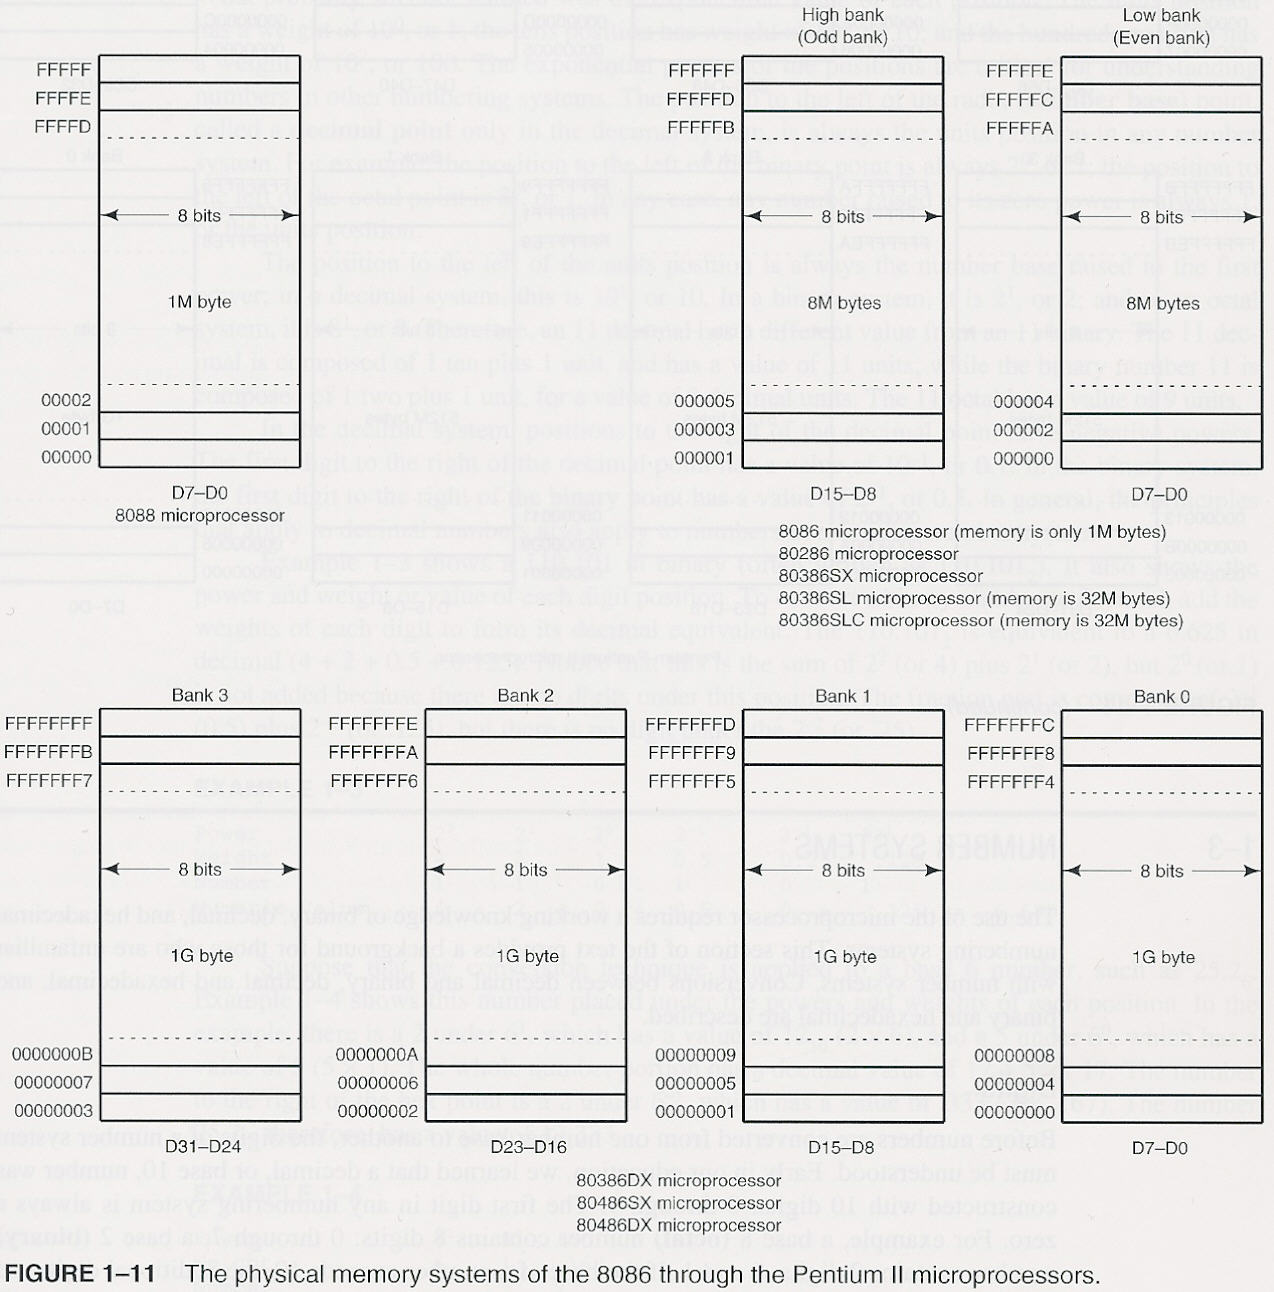 FFFFF
FFFFE
FFFFD
8 bits
1M byte
00002
00001
00000
D7–D0
8088 microprocessor
High bank
(Odd bank)
FFFFFF
FFFFFD
FFFFFB
8 bits
8M bytes
000005
000003
000001
D15–D8
Low bank
(Even bank)
FFFFFE
FFFFFC
FFFFFA
8 bits
8M bytes
000004
000002
000000
D7–D0
8086 microprocessor (memory is only 1M bytes)
80286 microprocessor
80386SX microprocessor
80386SL microprocessor (memory is 32M bytes)
80386SLC microprocessor (memory is 32M bytes)
Bank 3
FFFFFFFF
FFFFFFFB
FFFFFFF7
8 bits
1G byte
0000000B
00000007
00000003
D31–D24
Bank 2
FFFFFFFE
FFFFFFFA
FFFFFFF6
8 bits
1G byte
0000000A
00000006
00000002
D23–D16
Bank 1
FFFFFFFD
FFFFFFF9
FFFFFFF5
8 bits
1G byte
00000009
00000005
00000001
D15–D8
Bank 0
FFFFFFFC
FFFFFFF8
FFFFFFF4
8 bits
1G byte
00000008
00000004
00000000
D7–D0
80386DX microprocessor
80486SX microprocessor
80486DX microprocessor
FIGURE 1–11 The physical memory systems of the 8086 through the Pentium II microprocessors.